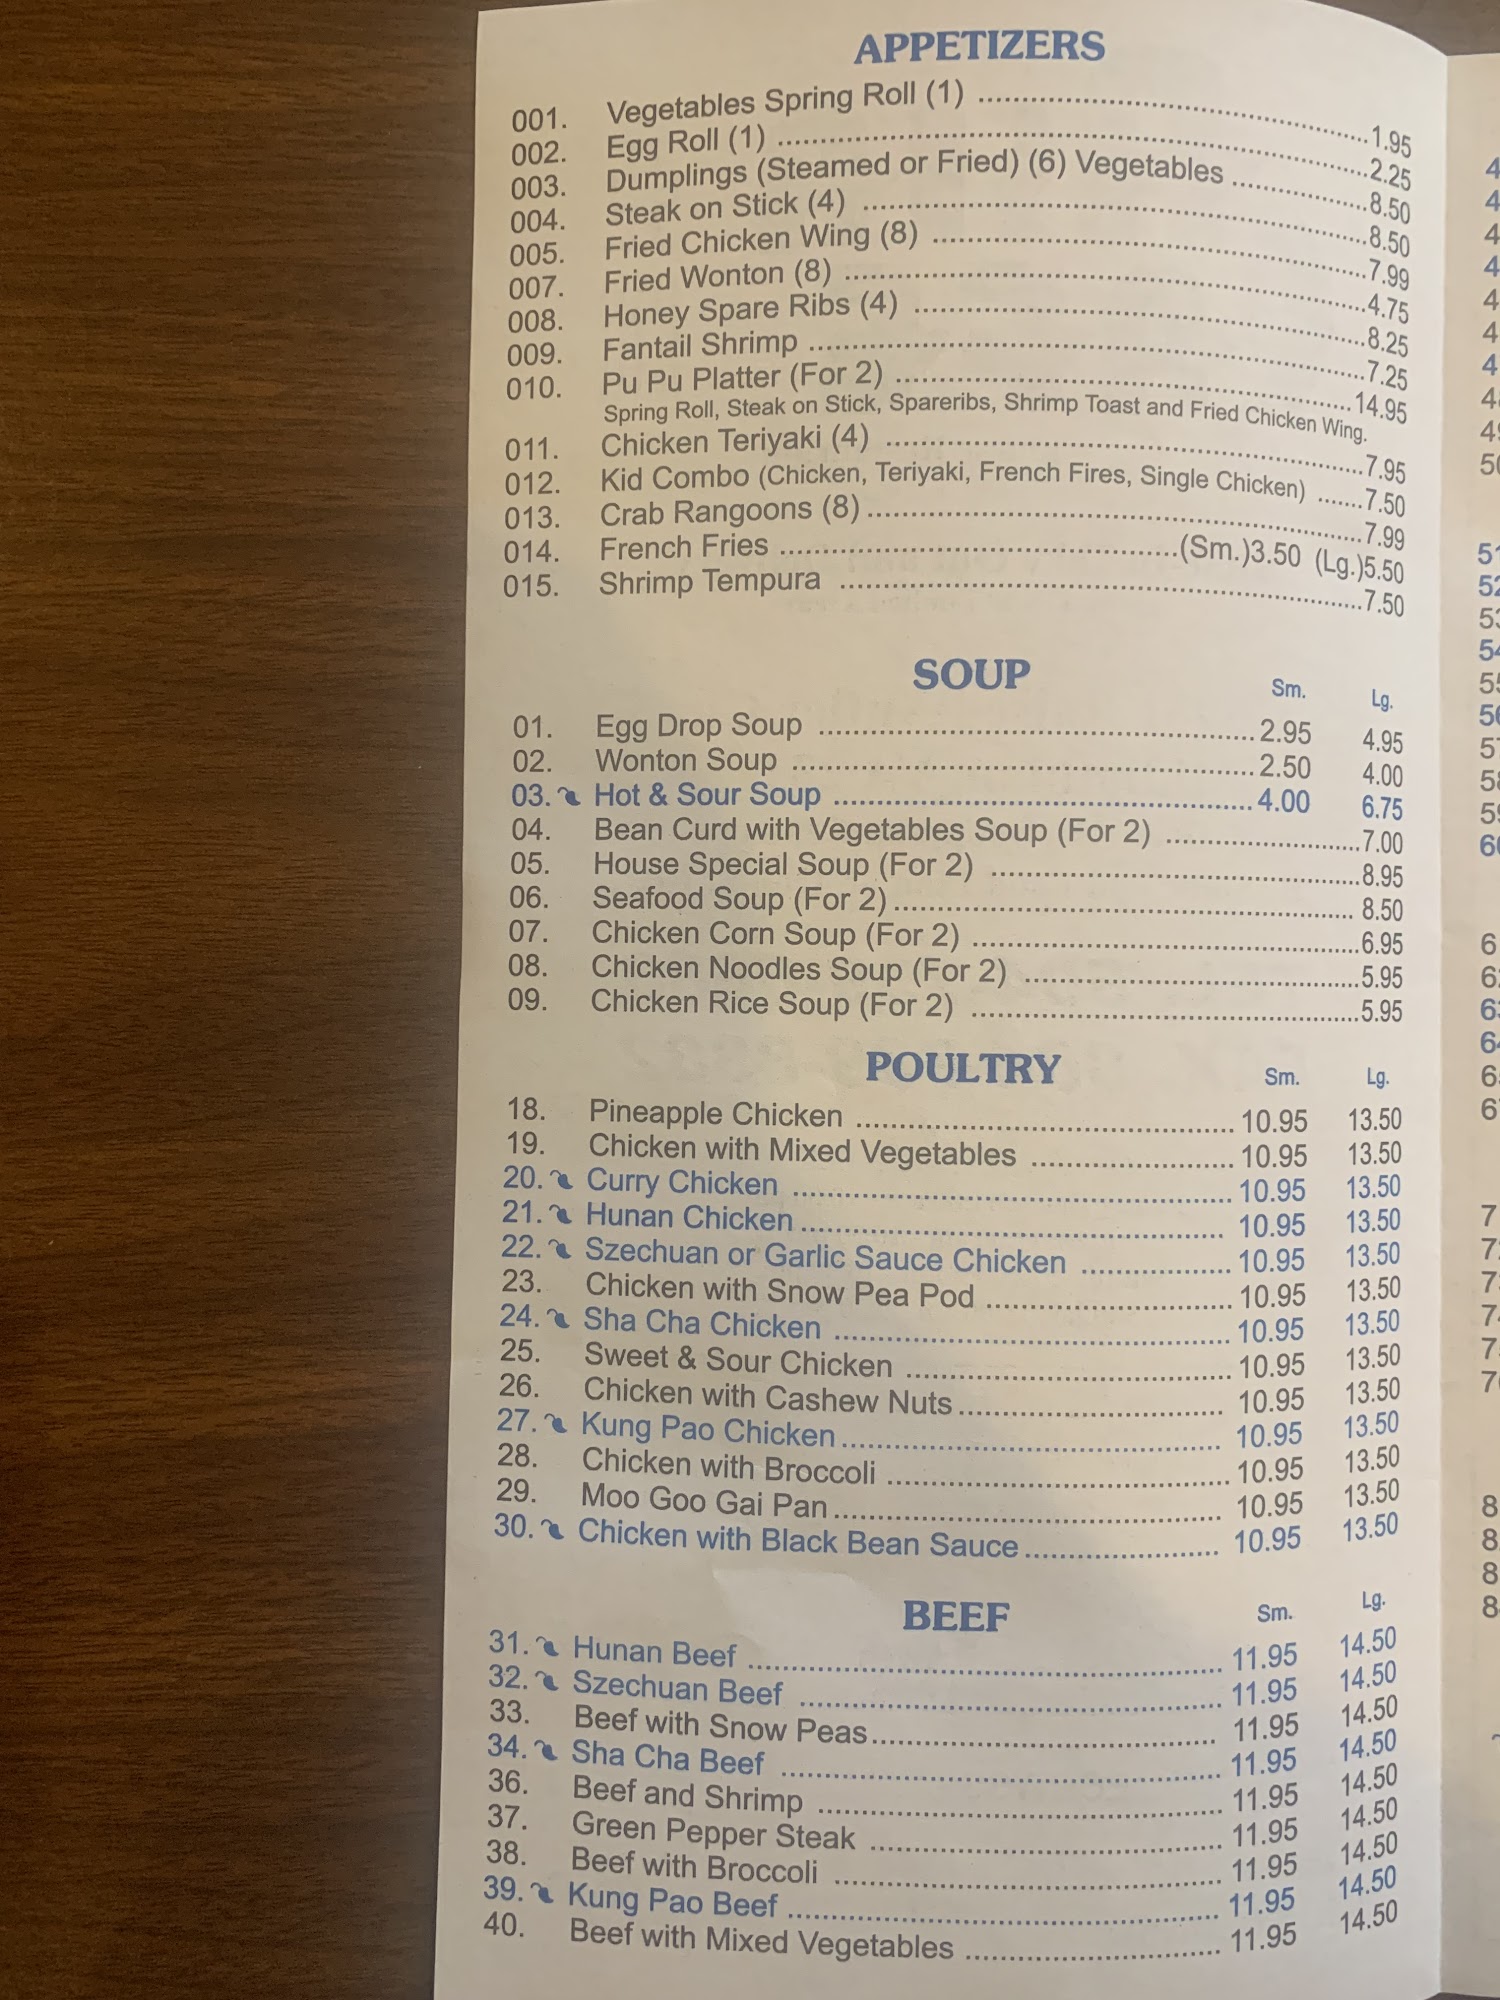 APPETIZERS
001. Vegetables Spring Roll (1) 1.95
002. Egg Roll (1) 2.25
003. Dumplings (Steamed or Fried) (6) Vegetables 8.50
004. Steak on Stick (4) 8.50
005. Fried Chicken Wing (8) 7.99
007. Fried Wonton (8) 4.75
008. Honey Spare Ribs (4) 8.25
009. Fantail Shrimp 7.25
010. Pu Pu Platter (For 2) 14.95
Spring Roll, Steak on Stick, Spareribs, Shrimp Toast and Fried Chicken Wing.
011. Chicken Teriyaki (4) 7.95
012. Kid Combo (Chicken, Teriyaki, French Fires, Single Chicken) 7.50
013. Crab Rangoons (8) 7.99
014. French Fries (Sm.)3.50 (Lg.)5.50
015. Shrimp Tempura 7.50
SOUP Sm. Lg.
01. Egg Drop Soup 2.95 4.95
02. Wonton Soup 2.50 4.00
03. Hot & Sour Soup 4.00 6.75
04. Bean Curd with Vegetables Soup (For 2) 7.00
05. House Special Soup (For 2) 8.95
06. Seafood Soup (For 2) 8.50
07. Chicken Corn Soup (For 2) 6.95
08. Chicken Noodles Soup (For 2) 5.95
09. Chicken Rice Soup (For 2) 5.95
POULTRY Sm. Lg.
18. Pineapple Chicken 10.95 13.50
19. Chicken with Mixed Vegetables 10.95 13.50
20. Curry Chicken 10.95 13.50
21. Hunan Chicken 10.95 13.50
22. Szechuan or Garlic Sauce Chicken 10.95 13.50
23. Chicken with Snow Pea Pod 10.95 13.50
24. Sha Cha Chicken 10.95 13.50
25. Sweet & Sour Chicken 10.95 13.50
26. Chicken with Cashew Nuts 10.95 13.50
27. Kung Pao Chicken 10.95 13.50
28. Chicken with Broccoli 10.95 13.50
29. Moo Goo Gai Pan 10.95 13.50
30. Chicken with Black Bean Sauce 10.95 13.50
BEEF Sm. Lg.
31. Hunan Beef 11.95 14.50
32. Szechuan Beef 11.95 14.50
33. Beef with Snow Peas 11.95 14.50
34. Sha Cha Beef 11.95 14.50
36. Beef and Shrimp 11.95 14.50
37. Green Pepper Steak 11.95 14.50
38. Beef with Broccoli 11.95 14.50
39. Kung Pao Beef 11.95 14.50
40. Beef with Mixed Vegetables 11.95 14.50